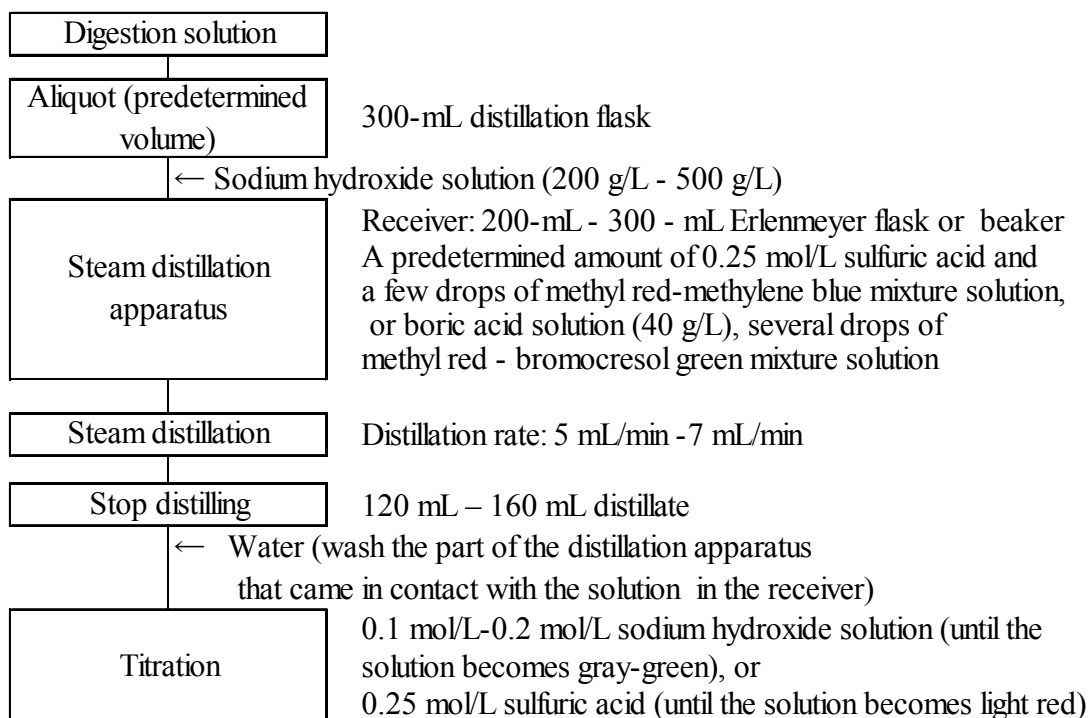 Digestion solution
Aliquot (predetermined
volume)
300-mL distillation flask
← Sodium hydroxide solution (200 g/L - 500 g/L)
Steam distillation
apparatus
Receiver: 200-mL - 300 - mL Erlenmeyer flask or beaker
A predetermined amount of 0.25 mol/L sulfuric acid and
a few drops of methyl red-methylene blue mixture solution,
or boric acid solution (40 g/L), several drops of
methyl red - bromocresol green mixture solution
Steam distillation
Distillation rate: 5 mL/min -7 mL/min
Stop distilling
120 mL – 160 mL distillate
← Water (wash the part of the distillation apparatus
that came in contact with the solution in the receiver)
Titration
0.1 mol/L-0.2 mol/L sodium hydroxide solution (until the
solution becomes gray-green), or
0.25 mol/L sulfuric acid (until the solution becomes light red)